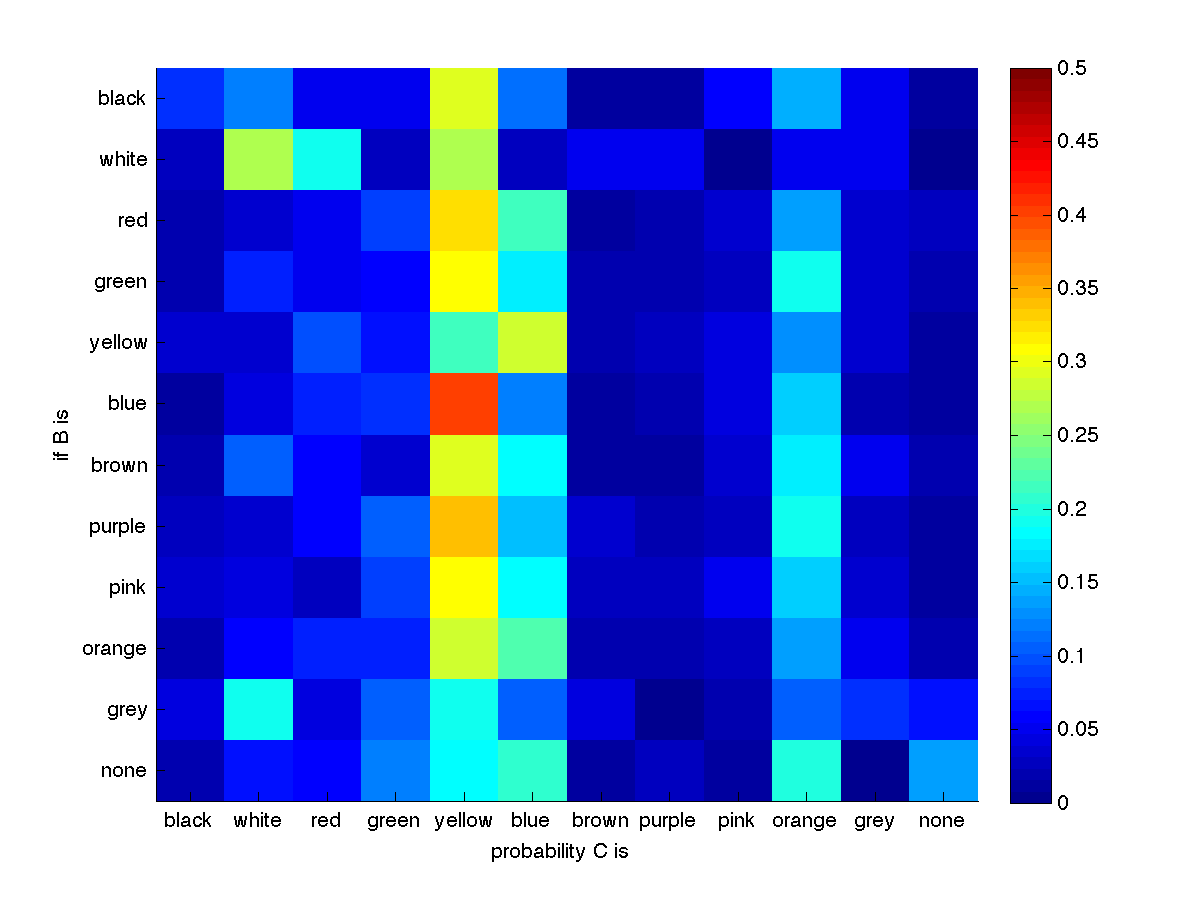 black
white
red
green
yellow
blue
brown
purple
pink
orange
grey
none
if B is
black white red green yellow blue brown purple pink orange grey none
probability C is
0.5
0.45
0.4
0.35
0.3
0.25
0.2
0.15
0.1
0.05
0